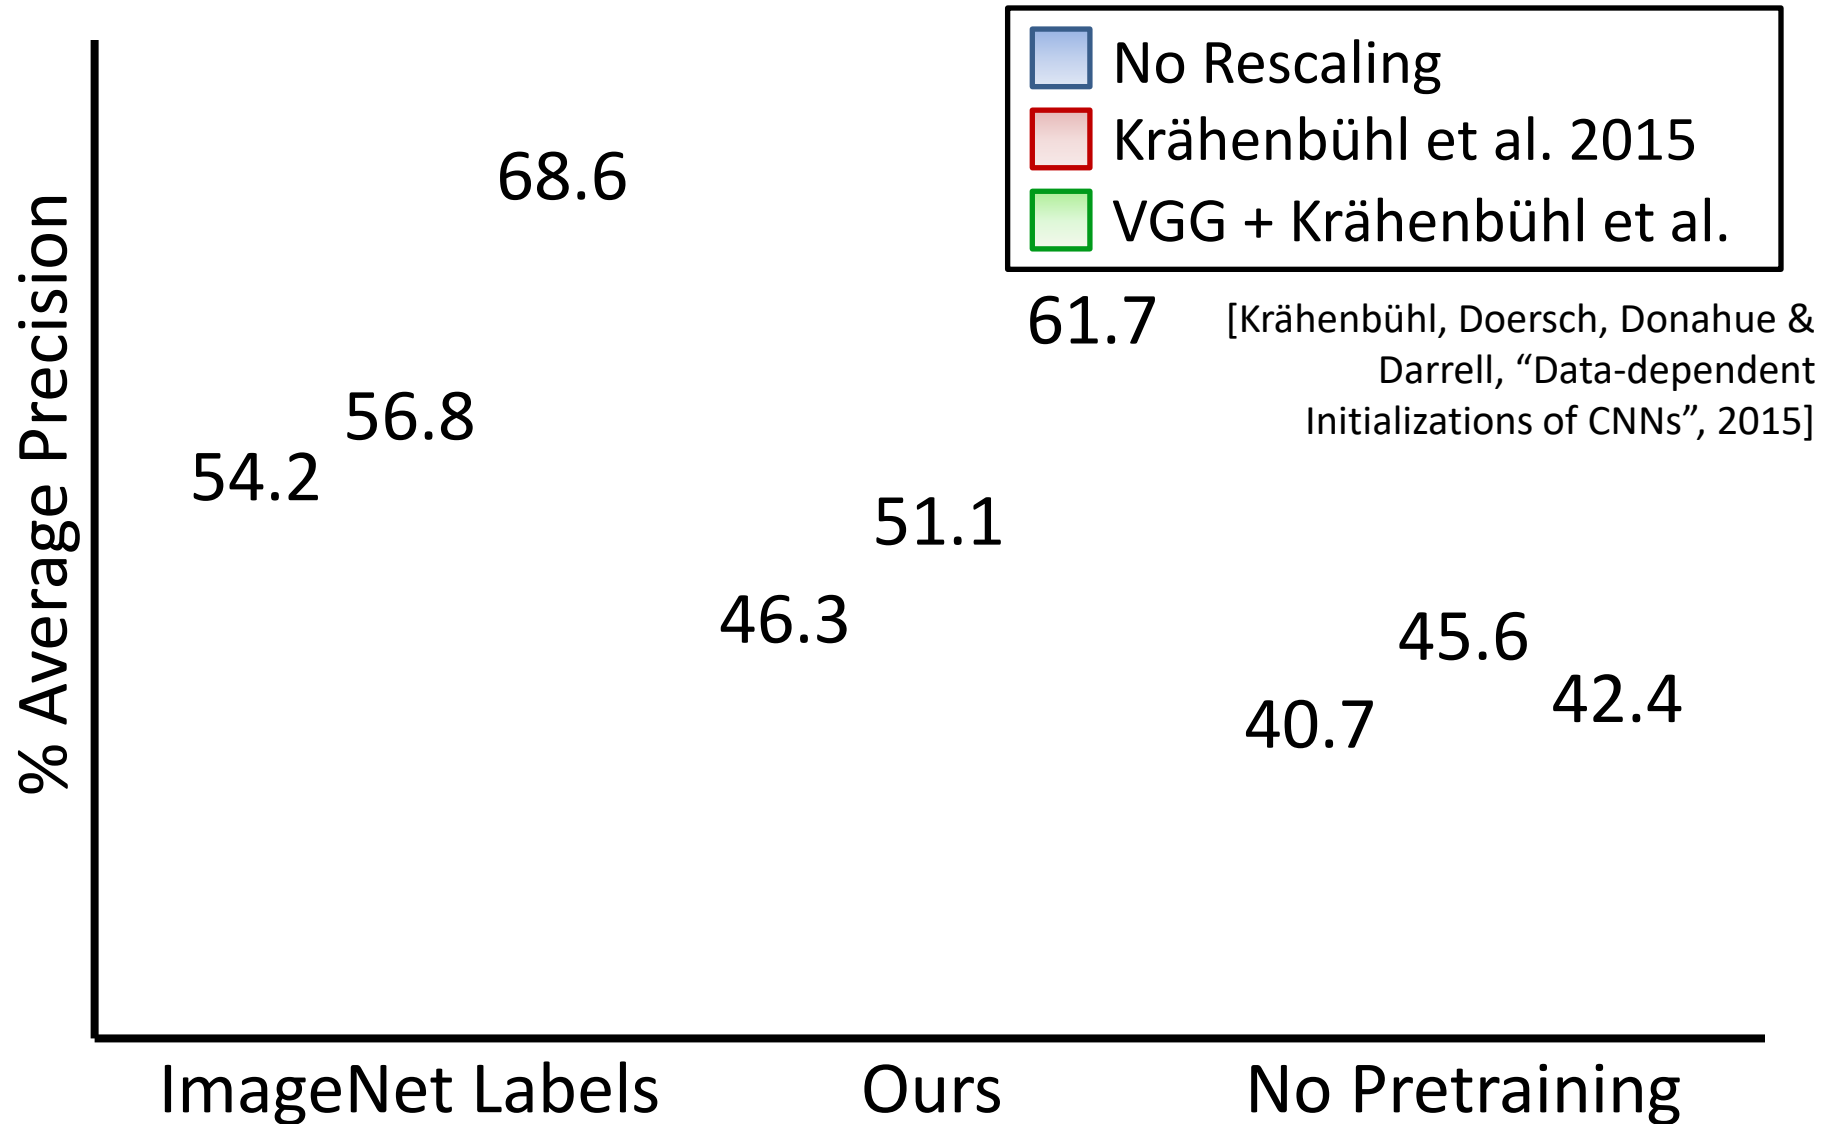 No Rescaling
Krähenbühl et al. 2015
VGG + Krähenbühl et al.
[Krähenbühl, Doersch, Donahue &
Darrell, “Data-dependent
Initializations of CNNs”, 2015]
% Average Precision
54.2
56.8
68.6
46.3
51.1
61.7
40.7
45.6
42.4
ImageNet Labels
Ours
No Pretraining